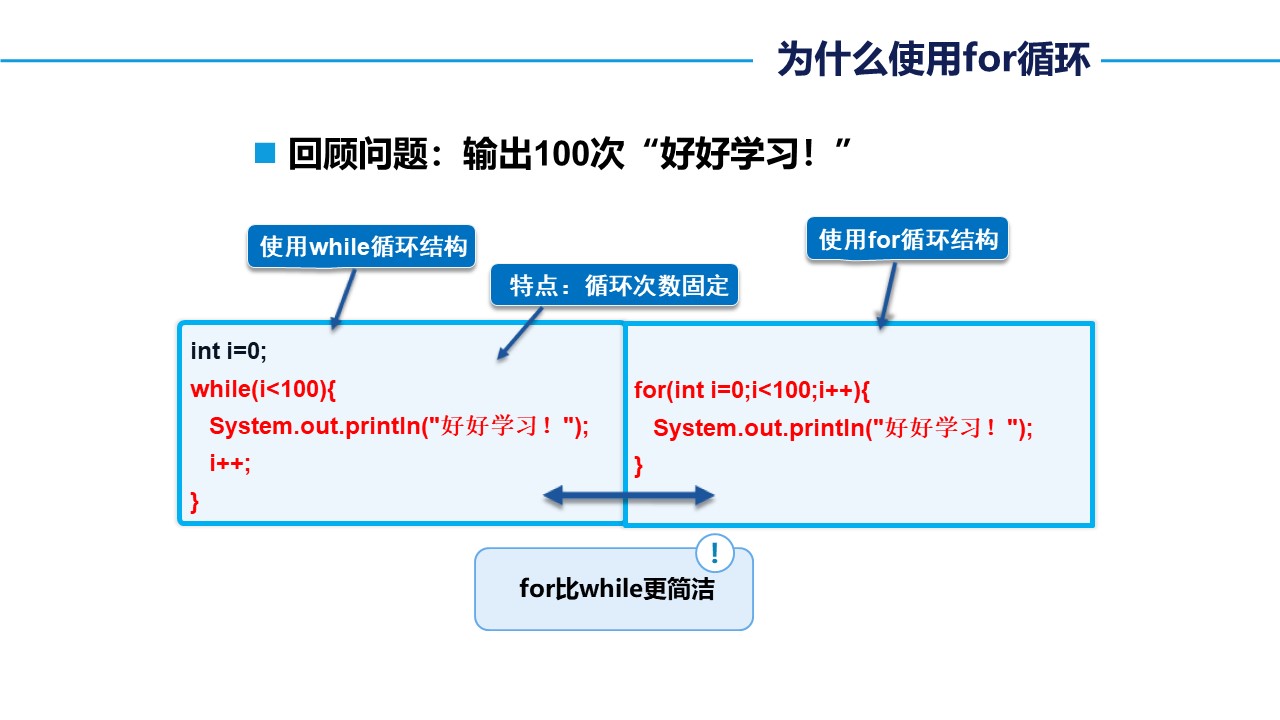 为什么使用for循环
回顾问题：输出100次“好好学习！”
使用while循环结构
特点：循环次数固定
使用for循环结构
int i=0;
while(i<100){
System.out.println("好好学习！");
i++;
}
for(int i=0;i<100;i++){
System.out.println("好好学习！");
}
!
for比while更简洁